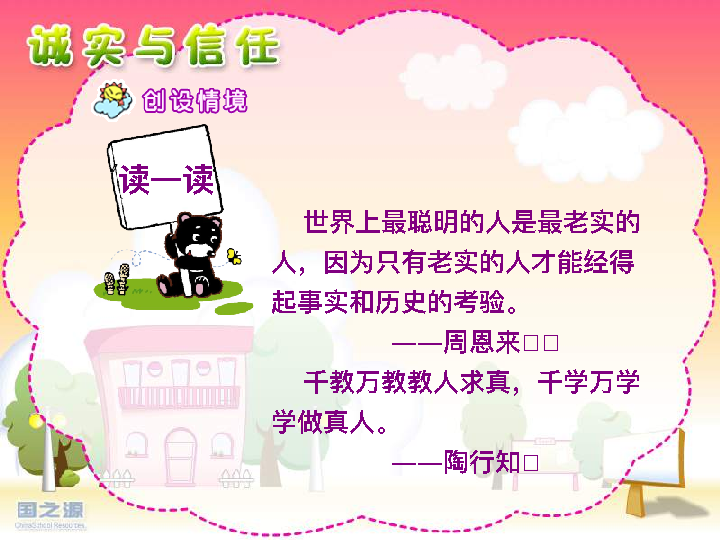 诚实与信任
创设情境
读一读
世界上最聪明的人是最老实的
人，因为只有老实的人才能经得
起事实和历史的考验。
——周恩来□□
千教万教教人求真，千学万学
学做真人。
——陶行知□
国之源